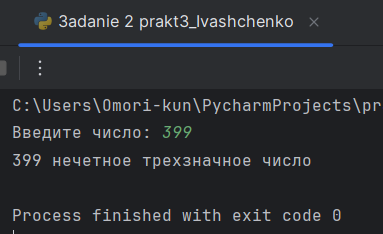 Zadanie 2 prakt3_Ivashchenko
C:\Users\Omori-kun\PycharmProjects\pr
Введите число: 399
399 нечетное трехзначное число
Process finished with exit code 0